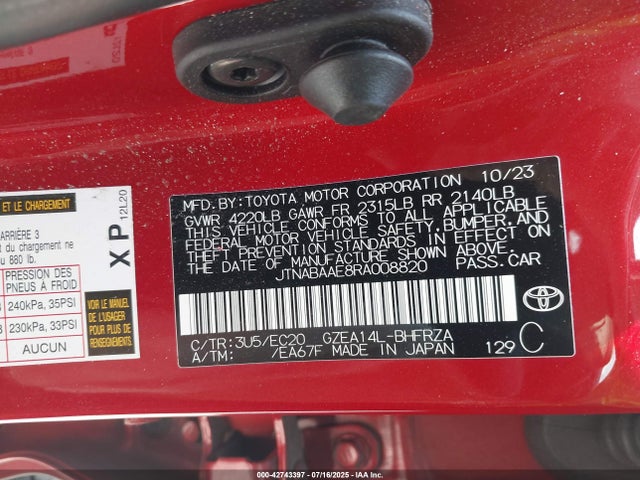 MFD.BY:TOYOTA MOTOR CORPORATION 10/23
GVWR 4220LB GAWR FR 2315LB RR 2140LB
THIS VEHICLE CONFORMS TO ALL APPLICABLE
FEDERAL MOTOR VEHICLE SAFETY,BUMPER,AND
THEFT PREVENTION STANDARDS IN EFFECT ON
THE DATE OF MANUFACTURE SHOWN ABOVE.
JTNABAAE8RA008820 PASS.CAR
TOYOTA
C/TR:3U5/EC20 GZEA14L-BHFRZA
A/TM: /EA67F MADE IN JAPAN 129 C
ET LE CHARGEMENT
ARRIÈRE 3
t du chargement ne
u 880 lb.
PRESSION DES
PNEUS À FROID
240kPa, 35PSI
230kPa, 33PSI
AUCUN
VOIR LE MANUEL
DE L'USAGER
POUR PLUS DE
RENSEIGNEMENTS
XP
12L20
000-42743397 07/16/2025 IAA Inc.